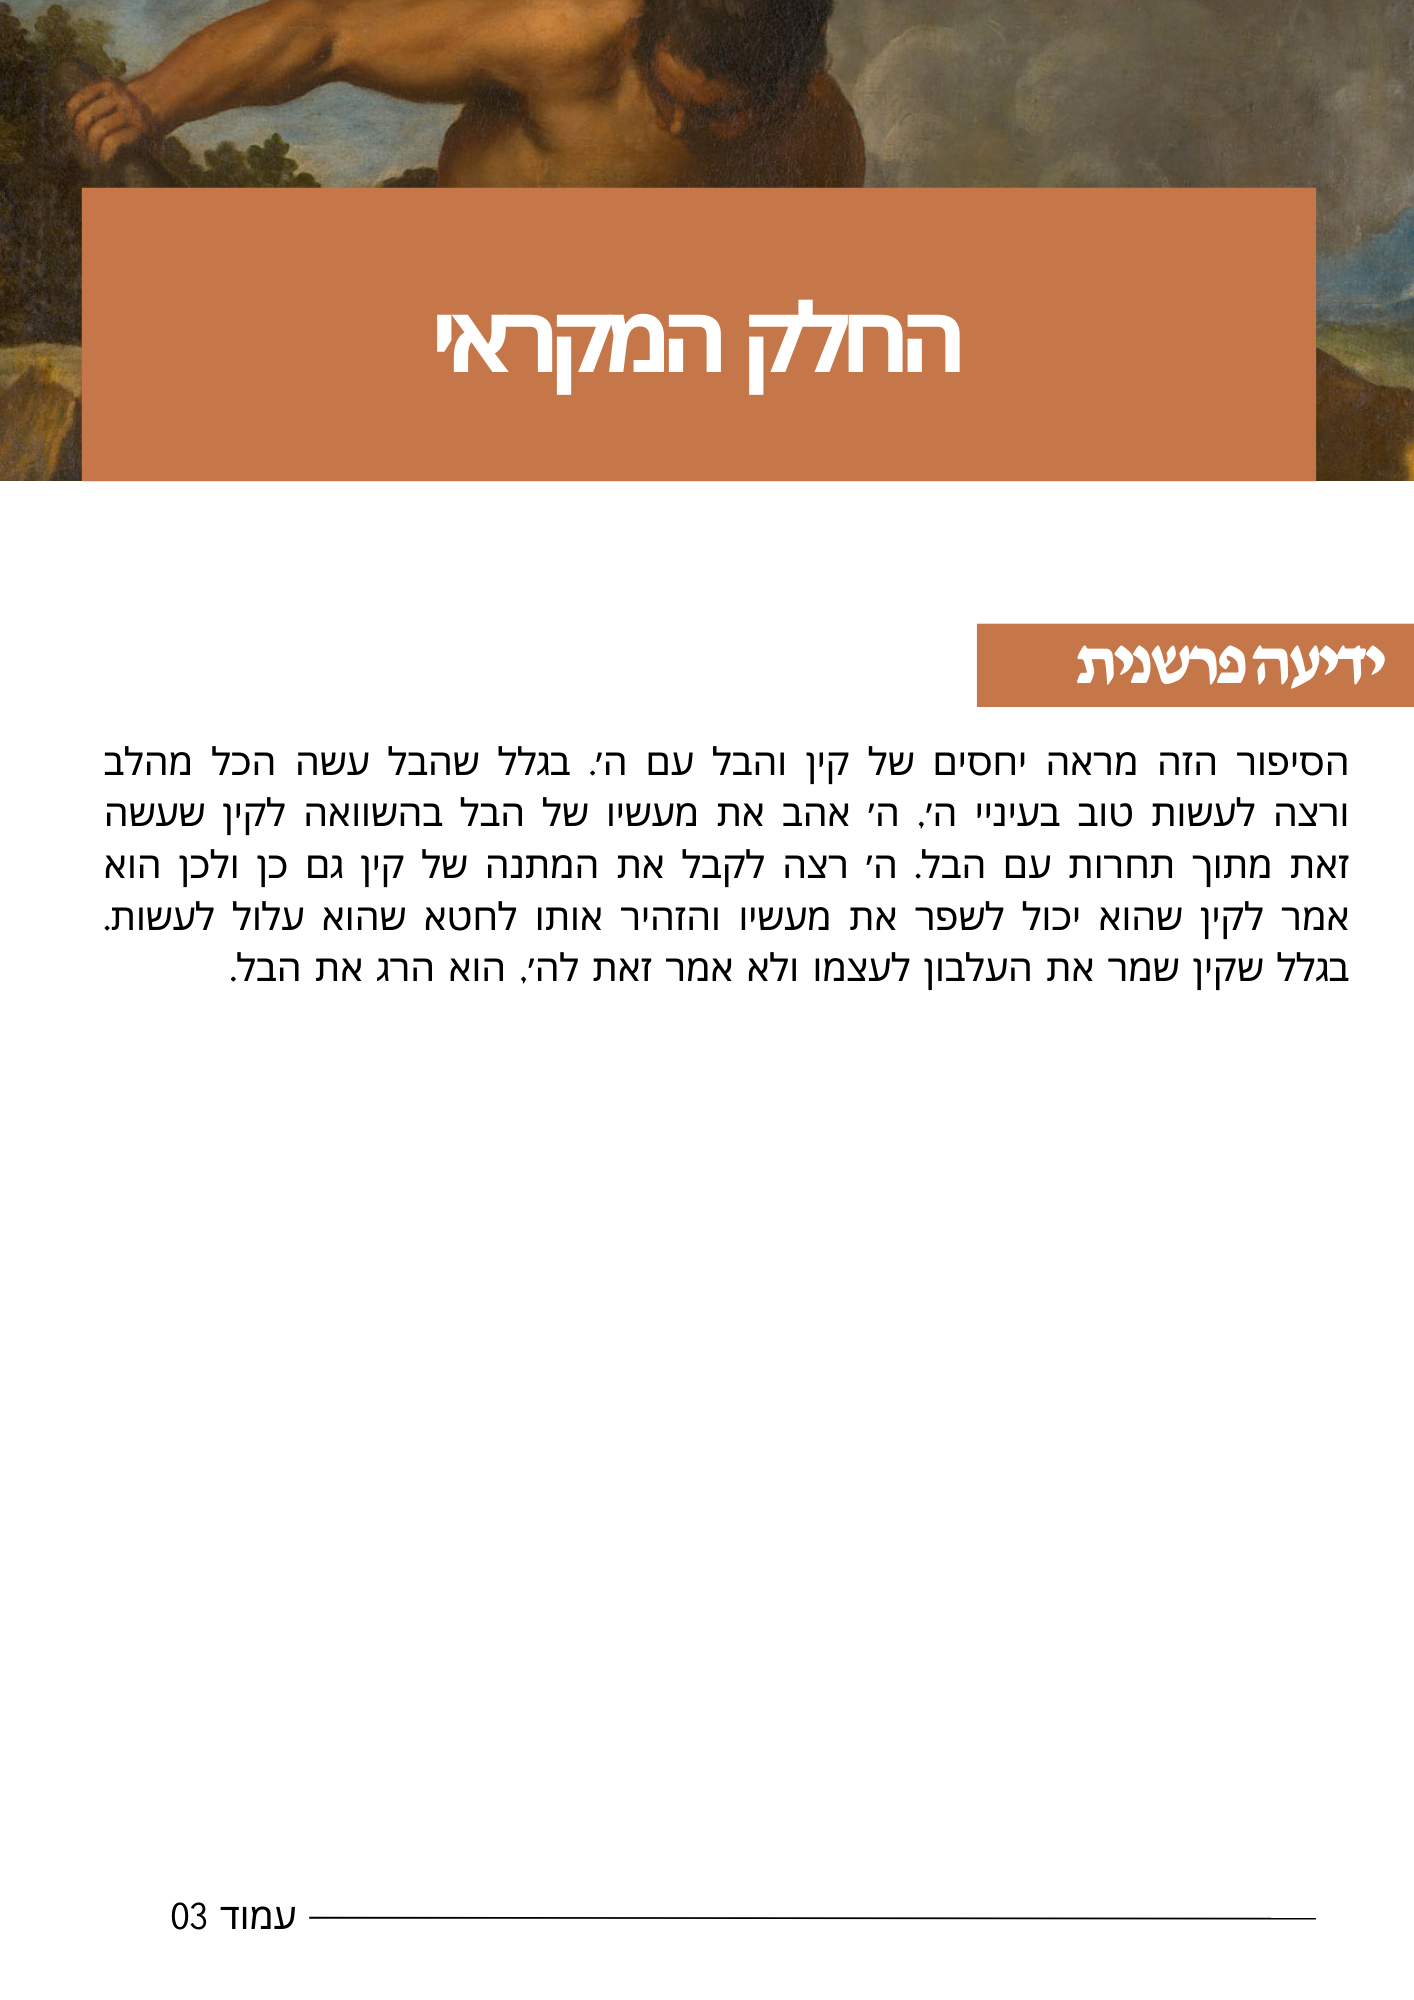 החלק המקראי
ידיעה פרשנית
הסיפור הזה מראה יחסים של קין והבל עם ה׳. בגלל שהבל עשה הכל מהלב
ורצה לעשות טוב בעיניי ה׳, ה׳ אהב את מעשיו של הבל בהשוואה לקין שעשה
זאת מתוך תחרות עם הבל. ה׳ רצה לקבל את המתנה של קין גם כן ולכן הוא
אמר לקין שהוא יכול לשפר את מעשיו והזהיר אותו לחטא שהוא עלול לעשות.
בגלל שקין שמר את העלבון לעצמו ולא אמר זאת לה׳, הוא הרג את הבל.
עמוד 03